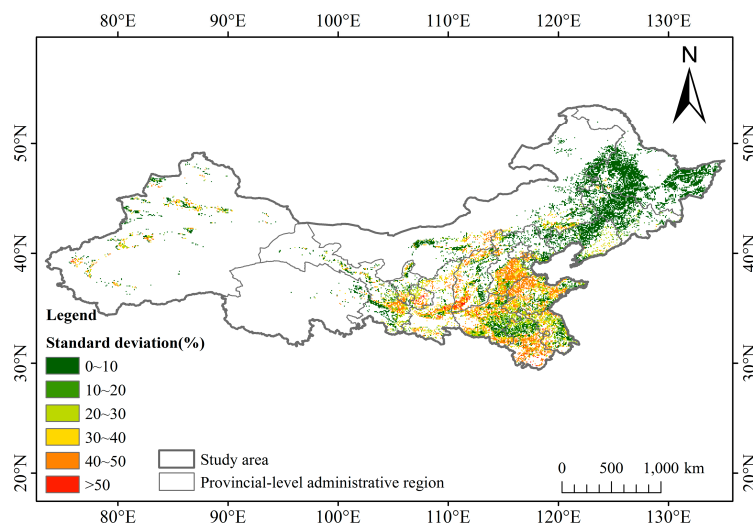 80°E 90°E 100°E 110°E 120°E 130°E
N
50°N 50°N
40°N 40°N
30°N 30°N
20°N 20°N
Legend
Standard deviation(%)
0~10
10~20
20~30
30~40
40~50
>50
Study area
Provincial-level administrative region
0 500 1,000 km
80°E 90°E 100°E 110°E 120°E 130°E